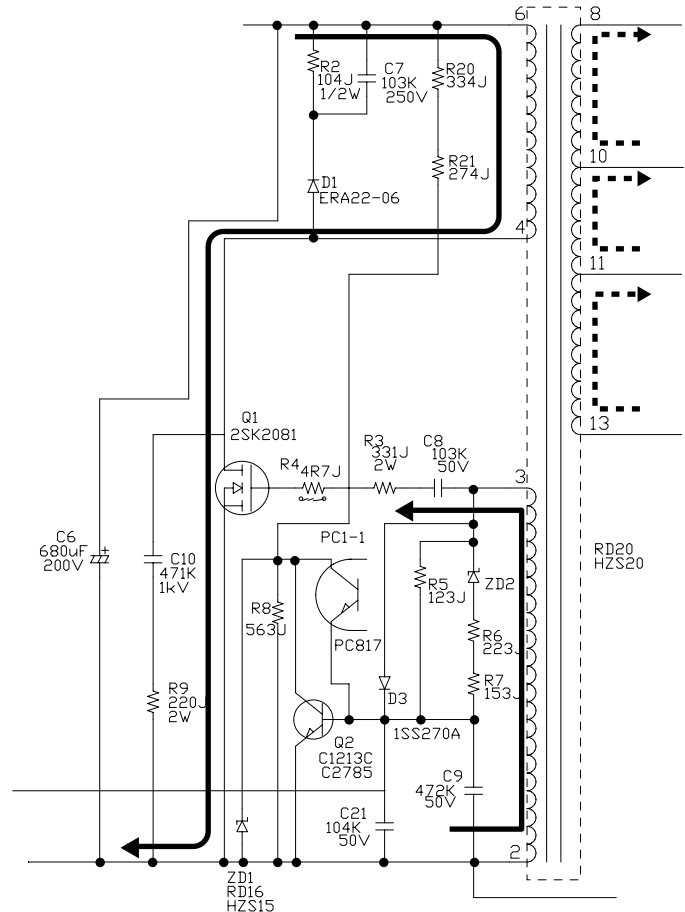 6
8
R2
104J
1/2W
C7
103K
250V
R20
334J
R21
274J
10
D1
ERA22-06
4
11
13
Q1
2SK2081
R4
4R7J
R3
331J
2W
C8
103K
50V
3
C6
680uF
200V
+
C10
471K
1kV
PC1-1
R8
563J
PC817
R5
123J
ZD2
R6
223J
R7
153J
RD20
HZS20
R9
220J
2W
D3
1SS270A
Q2
C1213C
C2785
C9
472K
50V
C21
104K
50V
2
ZD1
RD16
HZS15